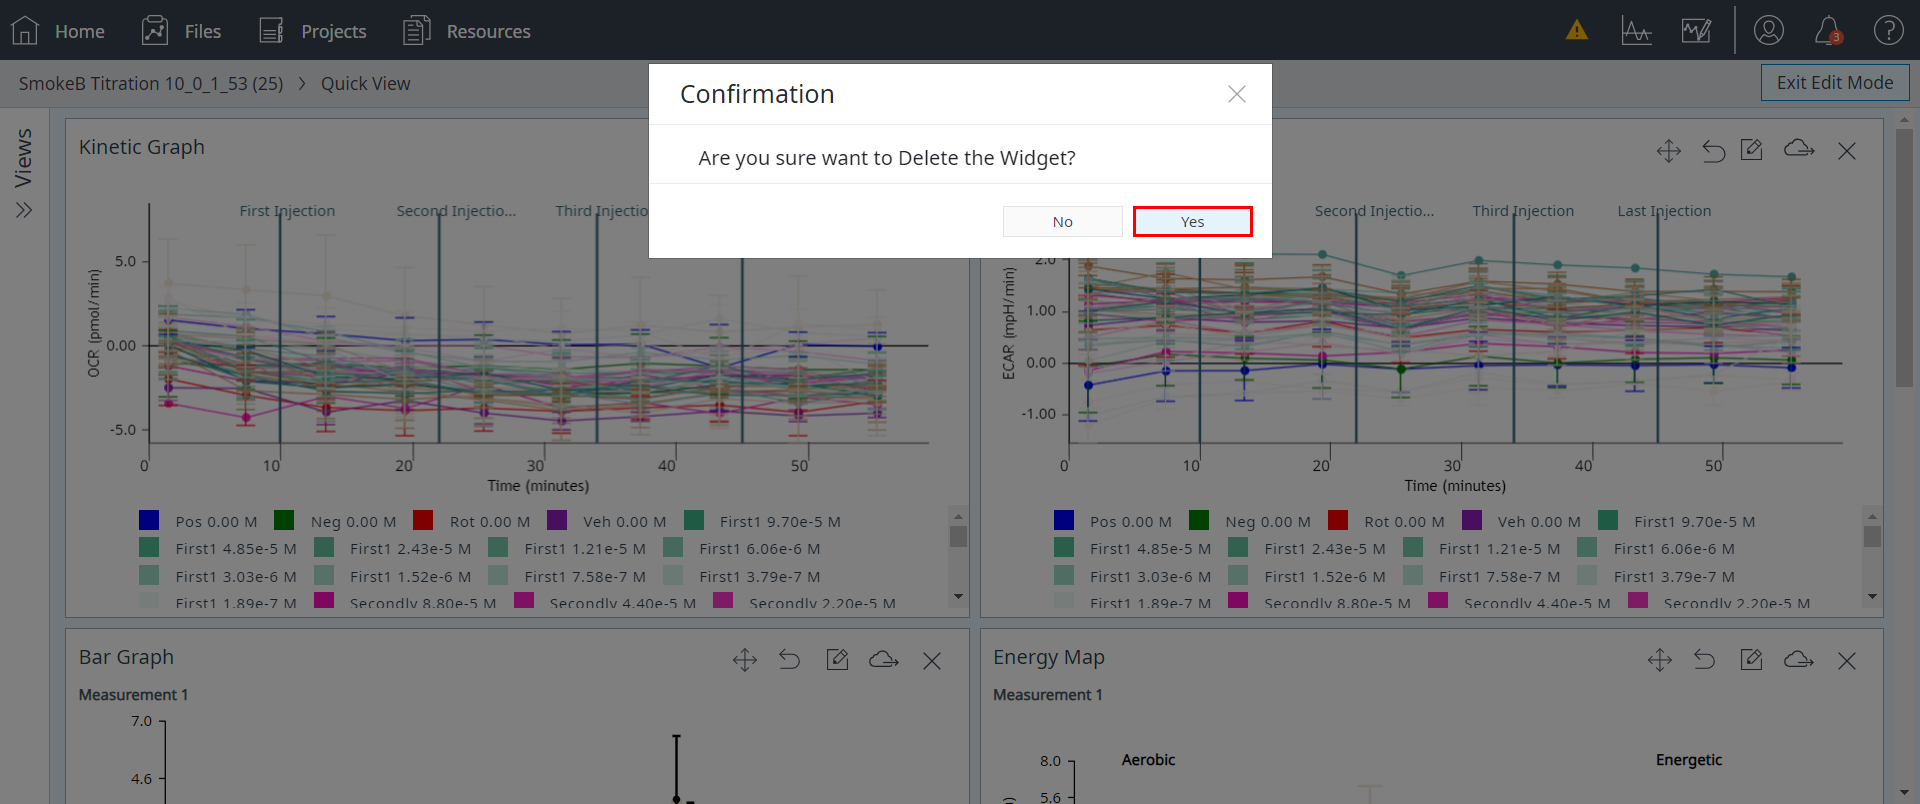 Home Files Projects Resources 3
SmokeB Titration 10_0_1_53 (25) Quick View Exit Edit Mode
Confirmation
Are you sure want to Delete the Widget?
No Yes
Views
Kinetic Graph
First Injection Second Injectio... Third Injectio
5.0
0.00
-5.0
OCR (pmol/min)
0 10 20 30 40 50
Time (minutes)
Pos 0.00 M Neg 0.00 M Rot 0.00 M Veh 0.00 M First1 9.70e-5 M
First1 4.85e-5 M First1 2.43e-5 M First1 1.21e-5 M First1 6.06e-6 M
First1 3.03e-6 M First1 1.52e-6 M First1 7.58e-7 M First1 3.79e-7 M
First1 1.89e-7 M Secondly 8.80e-5 M Secondly 4.40e-5 M Secondly 2.20e-5 M
Second Injectio... Third Injection Last Injection
2.0
1.00
0.00
-1.00
ECAR (mpH/min)
0 10 20 30 40 50
Time (minutes)
Pos 0.00 M Neg 0.00 M Rot 0.00 M Veh 0.00 M First1 9.70e-5 M
First1 4.85e-5 M First1 2.43e-5 M First1 1.21e-5 M First1 6.06e-6 M
First1 3.03e-6 M First1 1.52e-6 M First1 7.58e-7 M First1 3.79e-7 M
First1 1.89e-7 M Secondly 8.80e-5 M Secondly 4.40e-5 M Secondly 2.20e-5 M
Bar Graph
Measurement 1
7.0
4.6
Energy Map
Measurement 1
8.0
5.6
Aerobic Energetic